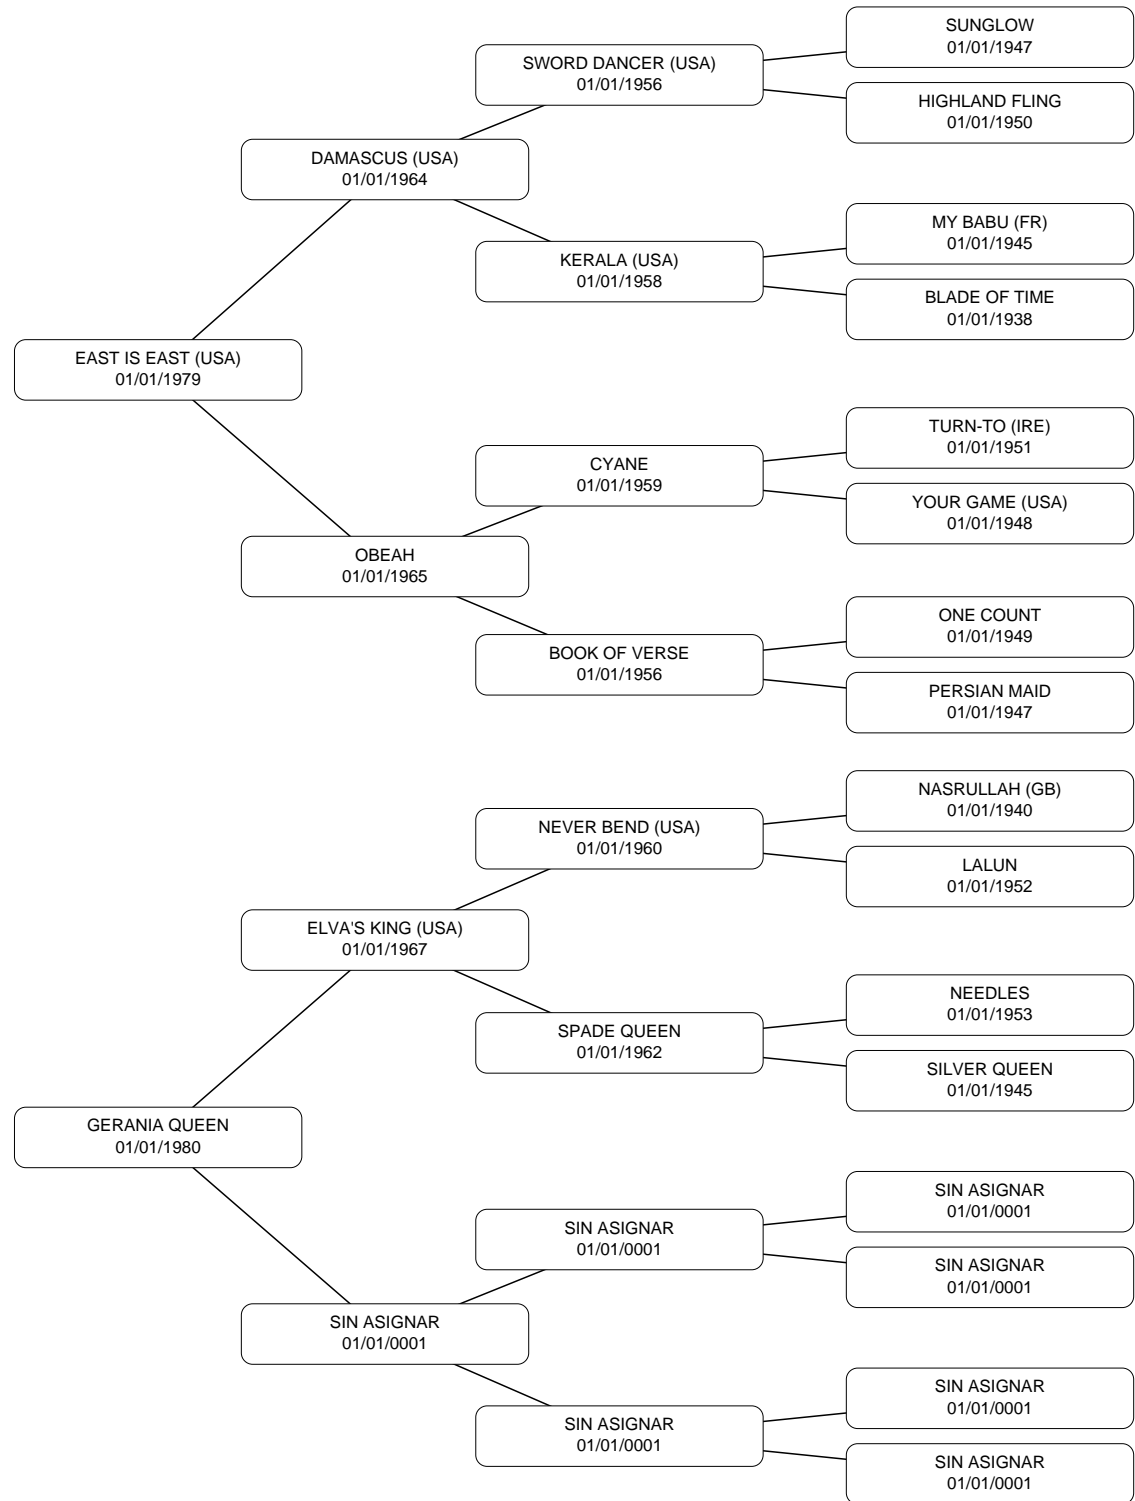 SUNGLOW
01/01/1947
SWORD DANCER (USA)
01/01/1956
HIGHLAND FLING
01/01/1950
DAMASCUS (USA)
01/01/1964
MY BABU (FR)
01/01/1945
KERALA (USA)
01/01/1958
BLADE OF TIME
01/01/1938
EAST IS EAST (USA)
01/01/1979
TURN-TO (IRE)
01/01/1951
CYANE
01/01/1959
YOUR GAME (USA)
01/01/1948
OBEAH
01/01/1965
ONE COUNT
01/01/1949
BOOK OF VERSE
01/01/1956
PERSIAN MAID
01/01/1947
NASRULLAH (GB)
01/01/1940
NEVER BEND (USA)
01/01/1960
LALUN
01/01/1952
ELVA'S KING (USA)
01/01/1967
NEEDLES
01/01/1953
SPADE QUEEN
01/01/1962
SILVER QUEEN
01/01/1945
GERANIA QUEEN
01/01/1980
SIN ASIGNAR
01/01/0001
SIN ASIGNAR
01/01/0001
SIN ASIGNAR
01/01/0001
SIN ASIGNAR
01/01/0001
SIN ASIGNAR
01/01/0001
SIN ASIGNAR
01/01/0001
SIN ASIGNAR
01/01/0001